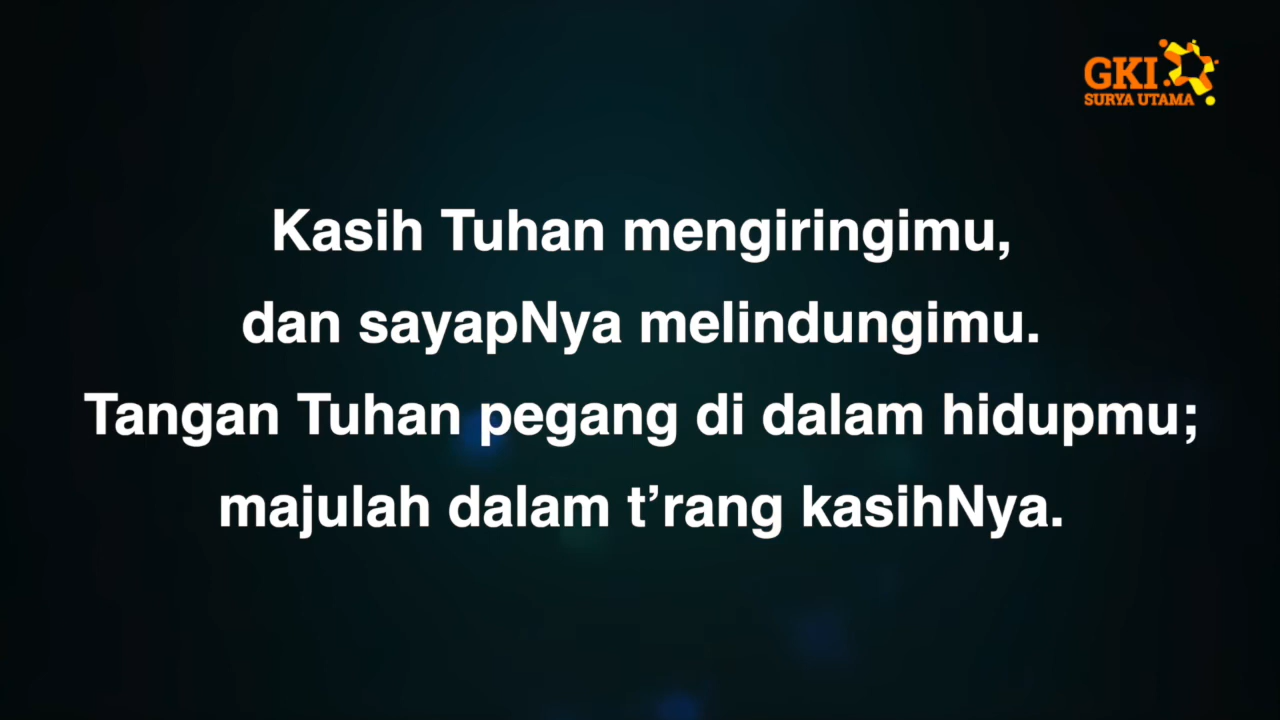 GKI
SURYA UTAMA
Kasih Tuhan mengiringimu,
dan sayapNya melindungimu.
Tangan Tuhan pegang di dalam hidupmu;
majulah dalam t’rang kasihNya.